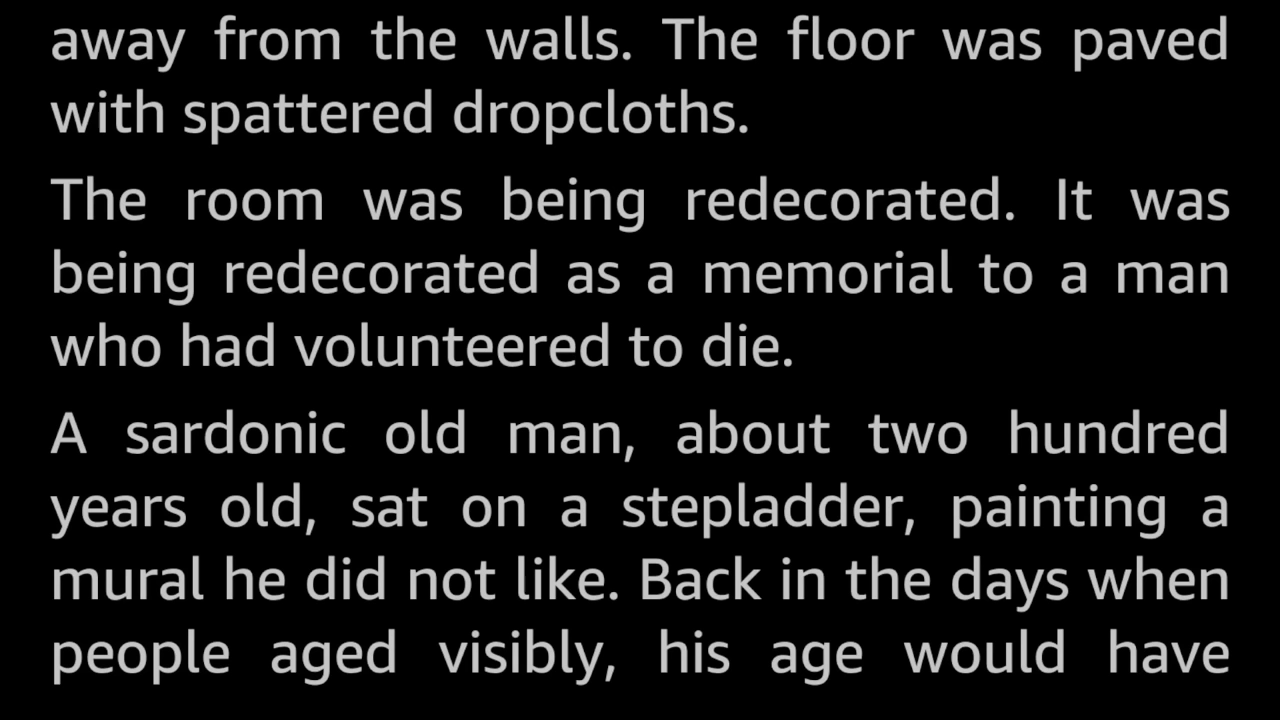 away from the walls. The floor was paved
with spattered dropcloths.
The room was being redecorated. It was
being redecorated as a memorial to a man
who had volunteered to die.
A sardonic old man, about two hundred
years old, sat on a stepladder, painting a
mural he did not like. Back in the days when
people aged visibly, his age would have